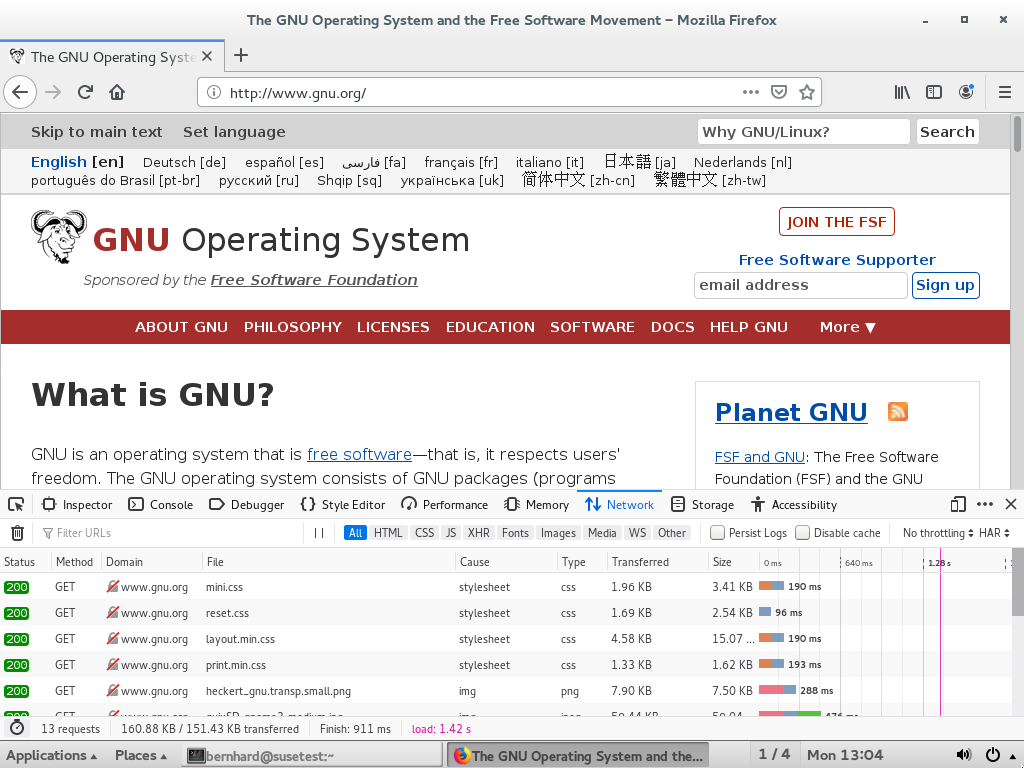 The GNU Operating System and the Free Software Movement – Mozilla Firefox
The GNU Operating Syste
http://www.gnu.org/
Skip to main text Set language Why GNU/Linux? Search
English [en] Deutsch [de] español [es] فارسی [fa] français [fr] italiano [it] 日本語 [ja] Nederlands [nl]
português do Brasil [pt-br] русский [ru] Shqip [sq] українська [uk] 简体中文 [zh-cn] 繁體中文 [zh-tw]
GNU Operating System
Sponsored by the Free Software Foundation
JOIN THE FSF
Free Software Supporter
email address Sign up
ABOUT GNU PHILOSOPHY LICENSES EDUCATION SOFTWARE DOCS HELP GNU More ▼
What is GNU?
GNU is an operating system that is free software—that is, it respects users'
freedom. The GNU operating system consists of GNU packages (programs
Planet GNU
FSF and GNU: The Free Software
Foundation (FSF) and the GNU
Inspector Console Debugger Style Editor Performance Memory Network Storage Accessibility
Filter URLs All HTML CSS JS XHR Fonts Images Media WS Other Persist Logs Disable cache No throttling HAR
Status Method Domain File Cause Type Transferred Size 0 ms 640 ms 1.28 s
200 GET www.gnu.org mini.css stylesheet css 1.96 KB 3.41 KB 190 ms
200 GET www.gnu.org reset.css stylesheet css 1.69 KB 2.54 KB 96 ms
200 GET www.gnu.org layout.min.css stylesheet css 4.58 KB 15.07 ... 190 ms
200 GET www.gnu.org print.min.css stylesheet css 1.33 KB 1.62 KB 193 ms
200 GET www.gnu.org heckert_gnu.transp.small.png img png 7.90 KB 7.50 KB 288 ms
13 requests 160.88 KB / 151.43 KB transferred Finish: 911 ms load: 1.42 s
Applications Places bernhard@susetest:~ The GNU Operating System and the... 1 / 4 Mon 13:04